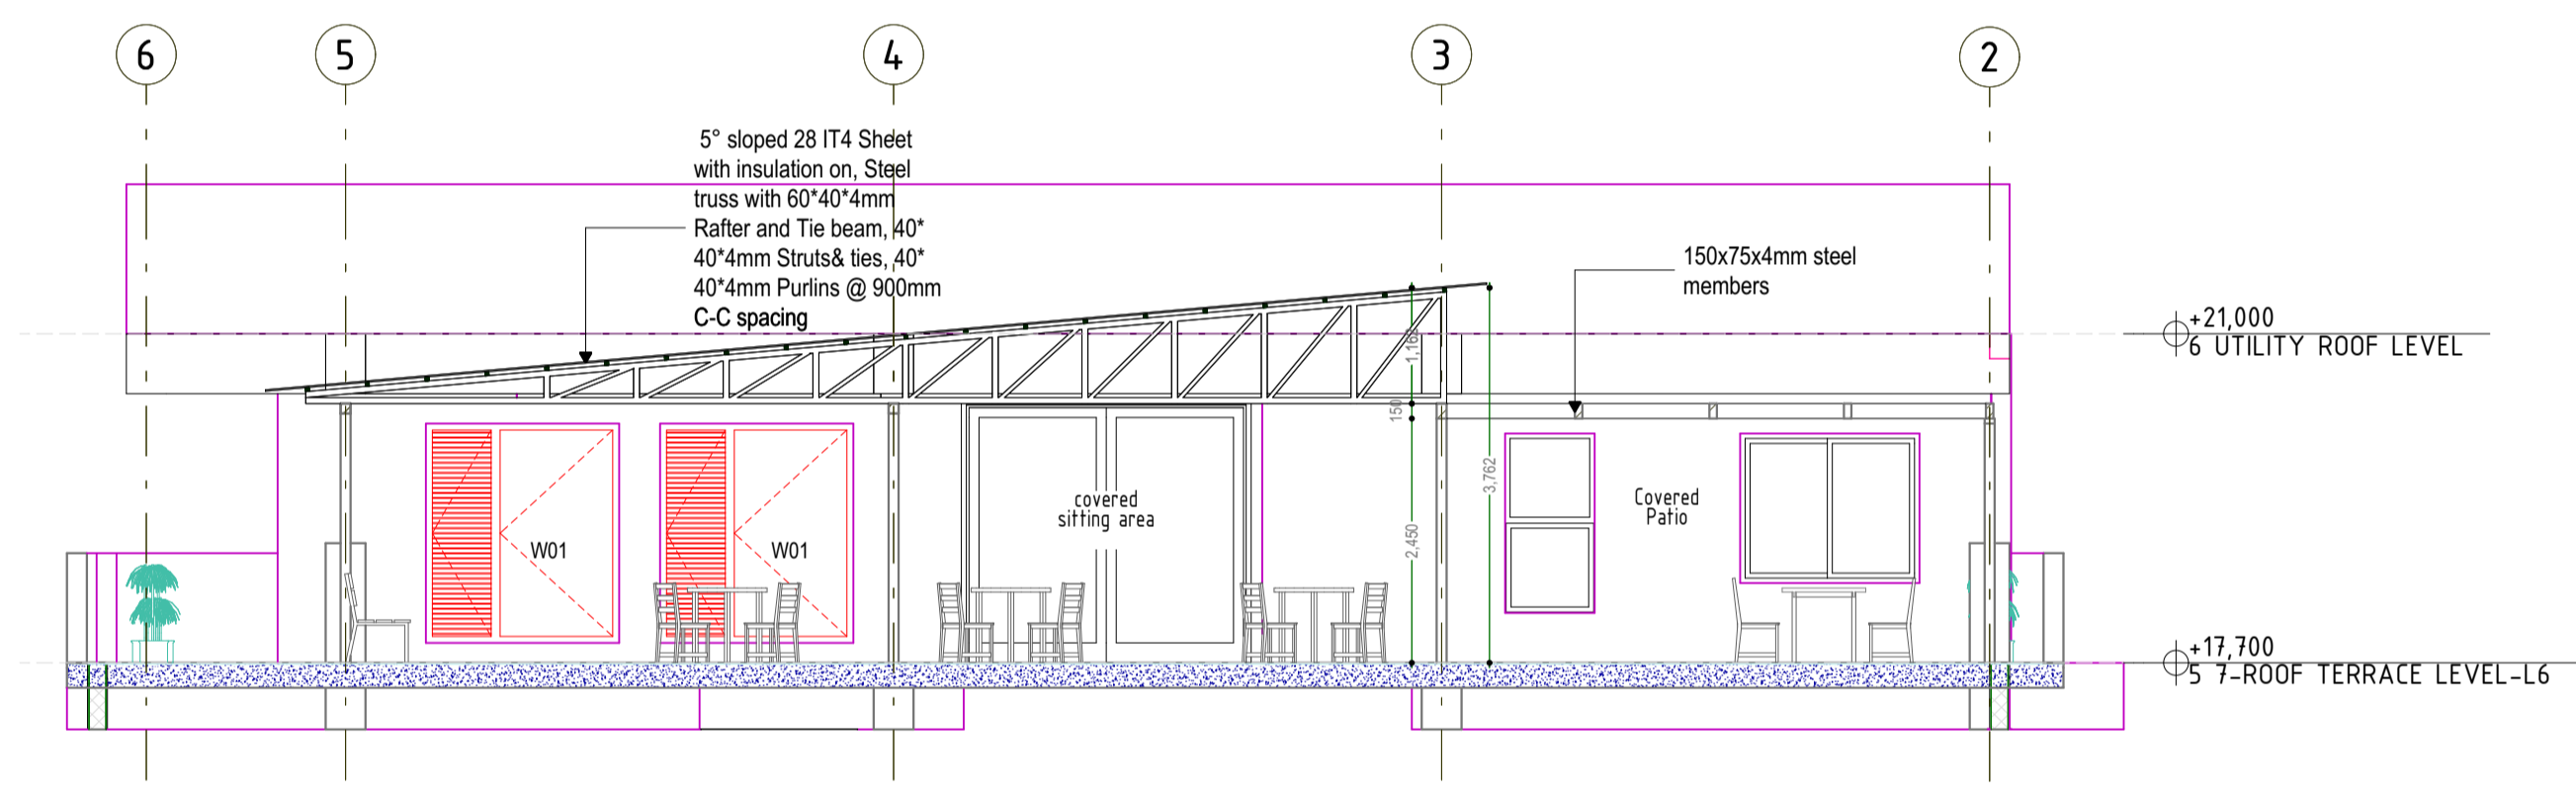 6
5
4
3
2
5° sloped 28 IT4 Sheet
with insulation on, Steel
truss with 60*40*4mm
Rafter and Tie beam, 40*
40*4mm Struts& ties, 40*
40*4mm Purlins @ 900mm
C-C spacing
150x75x4mm steel
members
+21,000
6 UTILITY ROOF LEVEL
150
3,762
2,450
W01
W01
covered
sitting area
Covered
Patio
+17,700
5 7-ROOF TERRACE LEVEL-L6